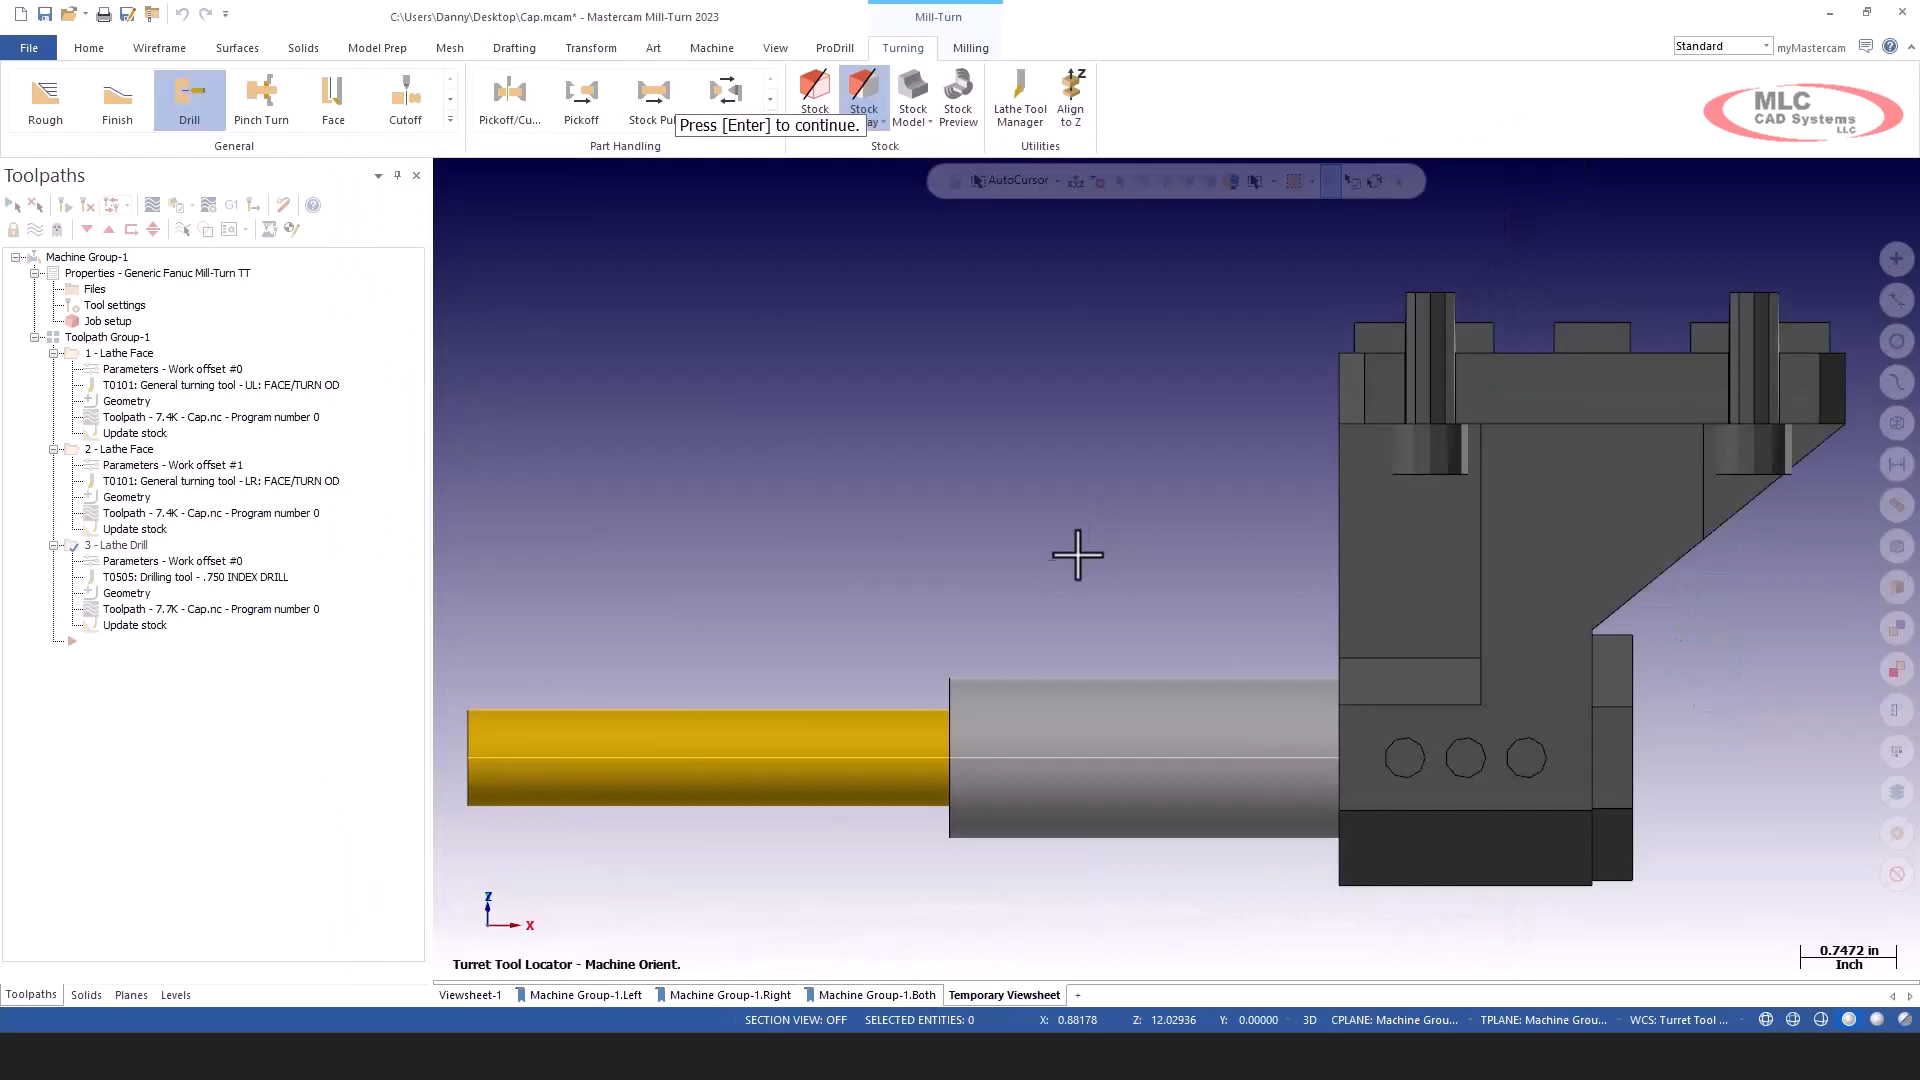 C:\Users\Danny\Desktop\Cap.mcam* - Mastercam Mill-Turn 2023
Mill-Turn
File Home Wireframe Surfaces Solids Model Prep Mesh Drafting Transform Art Machine View ProDrill Turning Milling
Standard
myMastercam
Rough Finish Drill Pinch Turn Face Cutoff
Pickoff/Cu... Pickoff Stock Pu
Stock
Stock
Stock Model
Stock Preview
Lathe Tool Manager
Align to Z
Press [Enter] to continue.
General Part Handling Stock Utilities
MLC
CAD Systems
LLC
Toolpaths
AutoCursor
G1
Machine Group-1
Properties - Generic Fanuc Mill-Turn TT
Files
Tool settings
Job setup
Toolpath Group-1
1 - Lathe Face
Parameters - Work offset #0
T0101: General turning tool - UL: FACE/TURN OD
Geometry
Toolpath - 7.4K - Cap.nc - Program number 0
Update stock
2 - Lathe Face
Parameters - Work offset #1
T0101: General turning tool - LR: FACE/TURN OD
Geometry
Toolpath - 7.4K - Cap.nc - Program number 0
Update stock
3 - Lathe Drill
Parameters - Work offset #0
T0505: Drilling tool - .750 INDEX DRILL
Geometry
Toolpath - 7.7K - Cap.nc - Program number 0
Update stock
Z
X
Turret Tool Locator - Machine Orient.
0.7472 in
Inch
Toolpaths Solids Planes Levels
Viewsheet-1 Machine Group-1.Left Machine Group-1.Right Machine Group-1.Both Temporary Viewsheet +
SECTION VIEW: OFF SELECTED ENTITIES: 0 X: 0.88178 Z: 12.02936 Y: 0.00000 3D CPLANE: Machine Grou... TPLANE: Machine Grou... WCS: Turret Tool ...